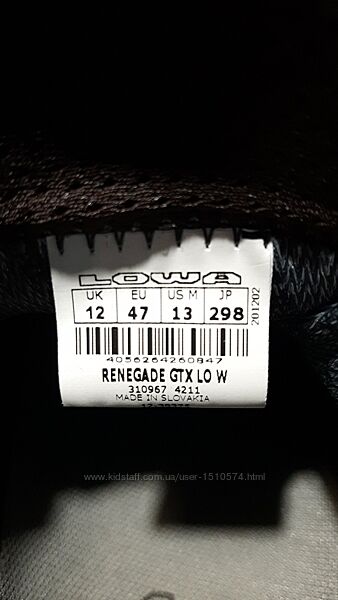 LOWA
UK EU US M JP
12 47 13 298
201202
4056264260847
RENEGADE GTX LO W
310967 4211
MADE IN SLOVAKIA
www.kidstaff.com.ua/user-1510574.html